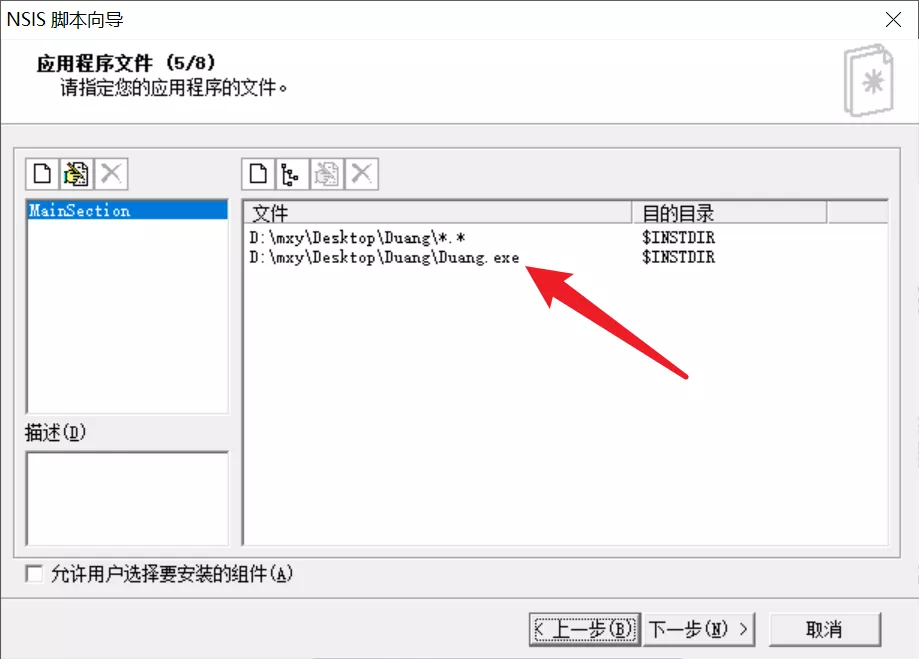 NSIS 脚本向导
应用程序文件 (5/8)
请指定您的应用程序的文件。
MainSection
文件 目的目录
D:\mxy\Desktop\Duang\*.* $INSTDIR
D:\mxy\Desktop\Duang\Duang.exe $INSTDIR
描述(D)
允许用户选择要安装的组件(A)
< 上一步(B) 下一步(N) > 取消